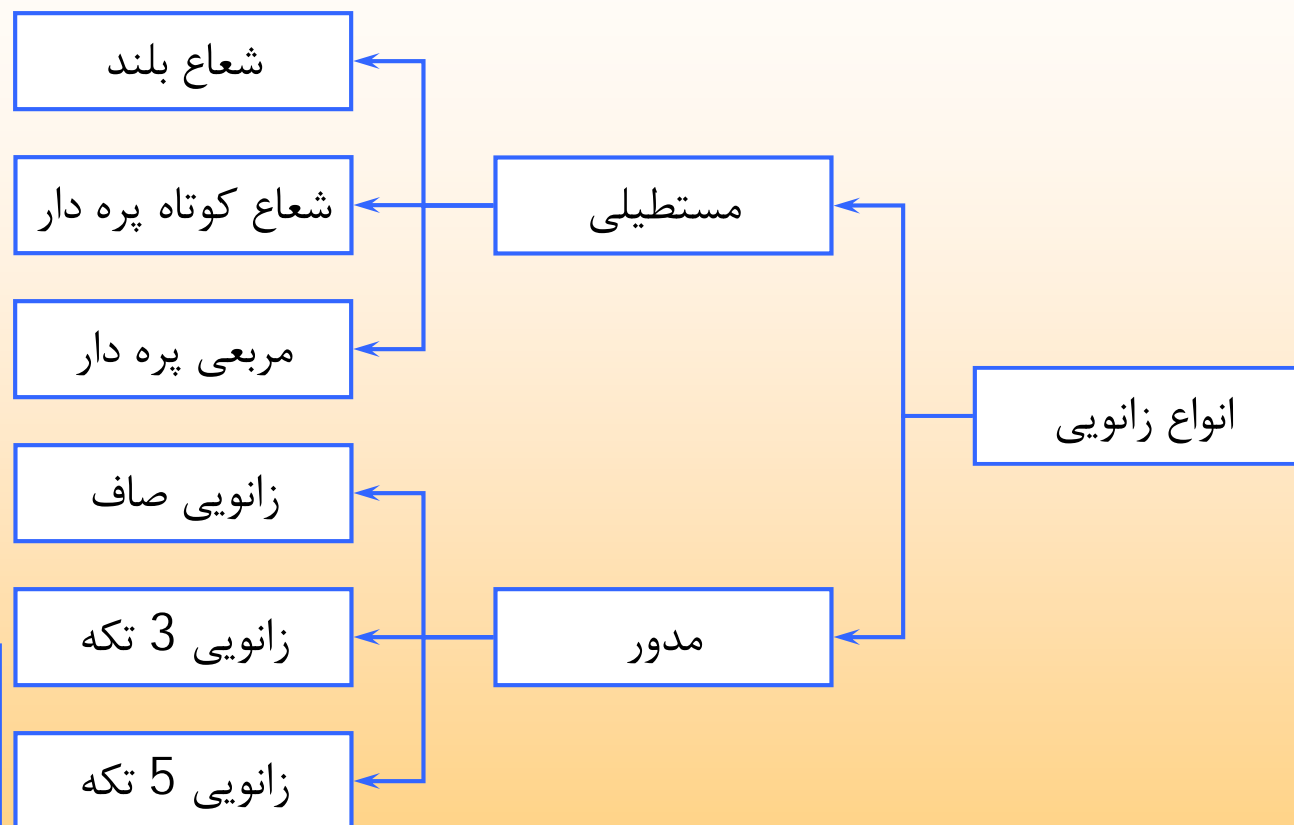 انواع زانویی
مستطیلی
شعاع بلند
شعاع کوتاه پره دار
مربعی پره دار
مدور
زانویی صاف
زانویی 3 تکه
زانویی 5 تکه